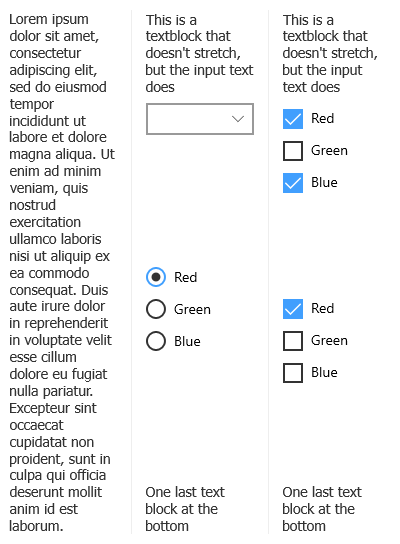 Lorem ipsum
dolor sit amet,
consectetur
adipiscing elit,
sed do eiusmod
tempor
incididunt ut
labore et dolore
magna aliqua. Ut
enim ad minim
veniam, quis
nostrud
exercitation
ullamco laboris
nisi ut aliquip ex
ea commodo
consequat. Duis
aute irure dolor
in reprehenderit
in voluptate velit
esse cillum
dolore eu fugiat
nulla pariatur.
Excepteur sint
occaecat
cupidatat non
proident, sunt in
culpa qui officia
deserunt mollit
anim id est
laborum.
This is a
textblock that
doesn't stretch,
but the input text
does
Red
Green
Blue
One last text
block at the
bottom
This is a
textblock that
doesn't stretch,
but the input
text does
Red
Green
Blue
Red
Green
Blue
One last text
block at the
bottom